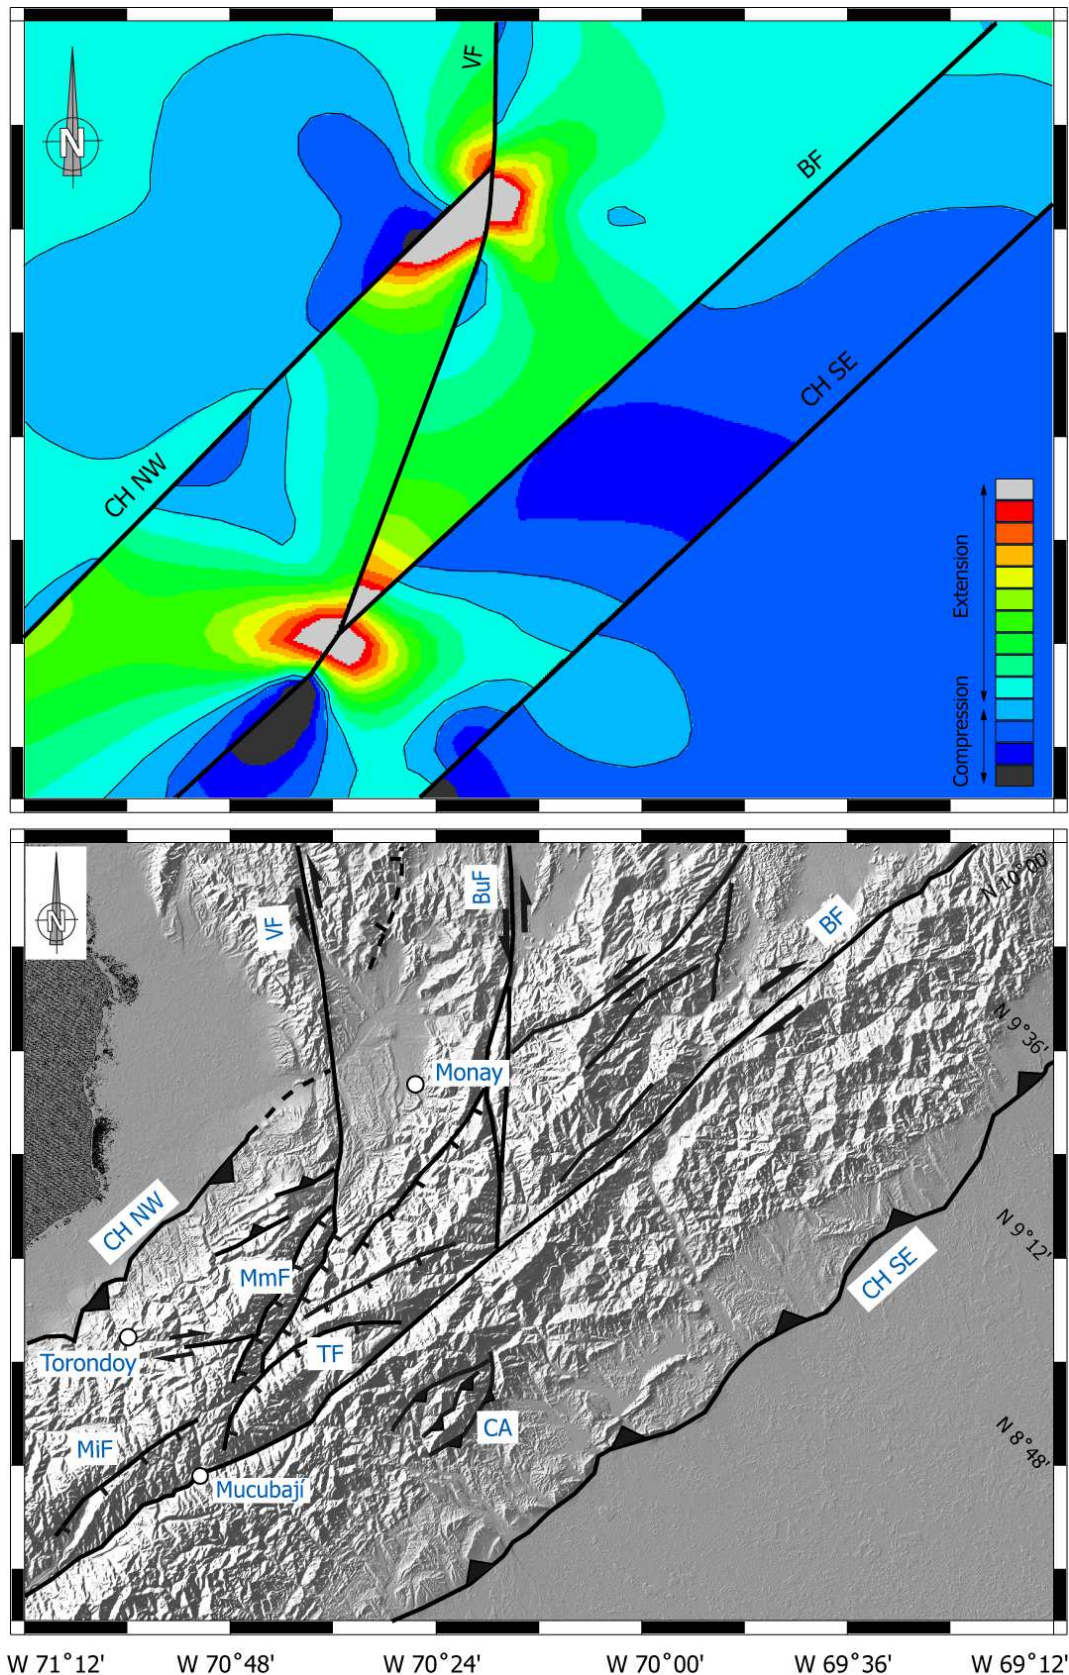 VF
N
BF
CH SE
CH NW
Extension
Compression
N
VF
BuF
BF
N 10°00'
N 9°36'
Monay
CH NW
N 9°12'
MmF
CH SE
Torondoy
TF
CA
MiF
N 8°48'
Mucubají
W 71°12' W 70°48' W 70°24' W 70°00' W 69°36' W 69°12'